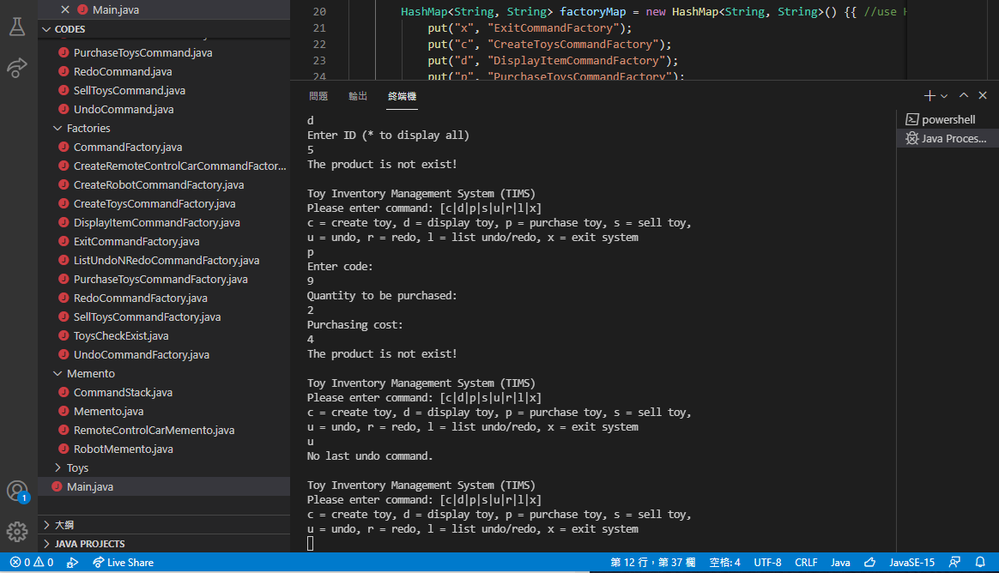 Main.java
CODES
PurchaseToysCommand.java
RedoCommand.java
SellToysCommand.java
UndoCommand.java
Factories
CommandFactory.java
CreateRemoteControlCarCommandFactor...
CreateRobotCommandFactory.java
CreateToysCommandFactory.java
DisplayItemCommandFactory.java
ExitCommandFactory.java
ListUndoNRedoCommandFactory.java
PurchaseToysCommandFactory.java
RedoCommandFactory.java
SellToysCommandFactory.java
ToysCheckExist.java
UndoCommandFactory.java
Memento
CommandStack.java
Memento.java
RemoteControlCarMemento.java
RobotMemento.java
Toys
Main.java
大綱
JAVA PROJECTS
1
20 HashMap<String, String> factoryMap = new HashMap<String, String>() {{ //use
21 put("x", "ExitCommandFactory");
22 put("c", "CreateToysCommandFactory");
23 put("d", "DisplayItemCommandFactory");
24 put("p", "PurchaseToysCommandFactory");
問題 輸出 終端機
powershell
Java Proces...
d
Enter ID (* to display all)
5
The product is not exist!
Toy Inventory Management System (TIMS)
Please enter command: [c|d|p|s|u|r|l|x]
c = create toy, d = display toy, p = purchase toy, s = sell toy,
u = undo, r = redo, l = list undo/redo, x = exit system
p
Enter code:
9
Quantity to be purchased:
2
Purchasing cost:
4
The product is not exist!
Toy Inventory Management System (TIMS)
Please enter command: [c|d|p|s|u|r|l|x]
c = create toy, d = display toy, p = purchase toy, s = sell toy,
u = undo, r = redo, l = list undo/redo, x = exit system
u
No last undo command.
Toy Inventory Management System (TIMS)
Please enter command: [c|d|p|s|u|r|l|x]
c = create toy, d = display toy, p = purchase toy, s = sell toy,
u = undo, r = redo, l = list undo/redo, x = exit system
0 0 Live Share 第 12 行，第 37 欄 空格: 4 UTF-8 CRLF Java JavaSE-15